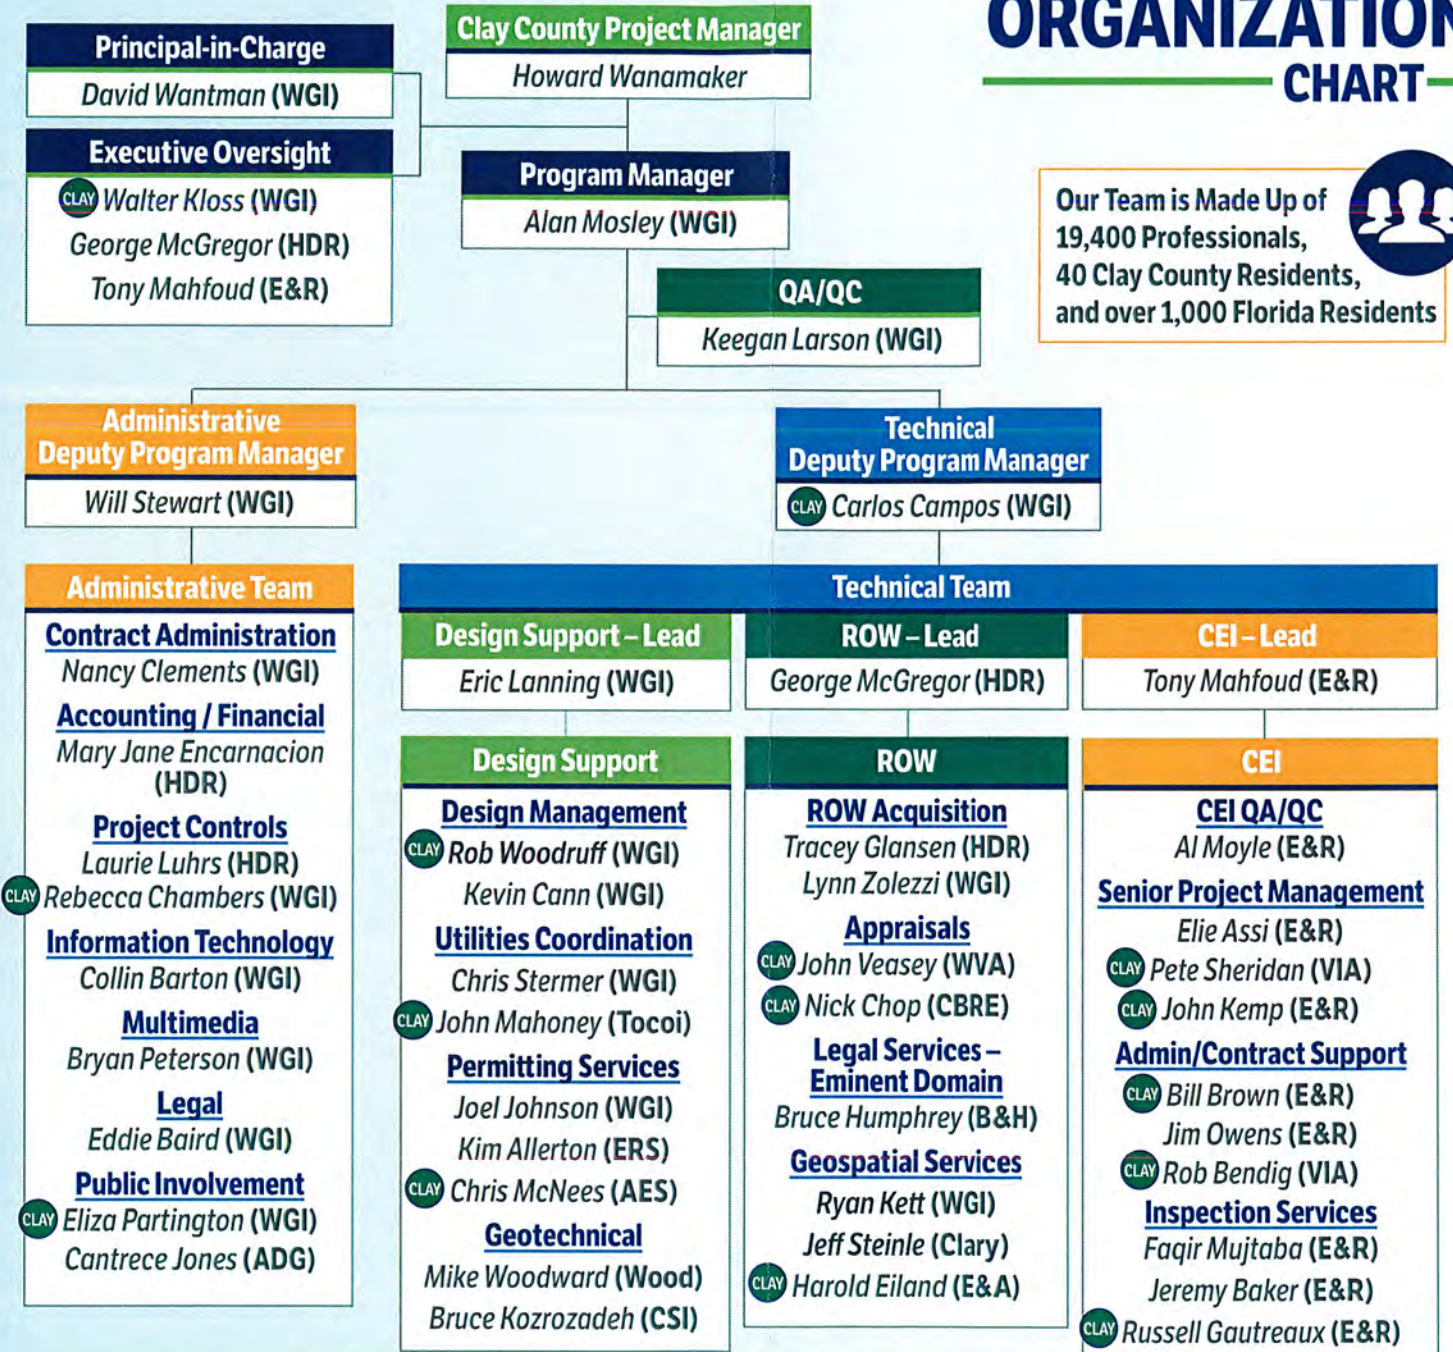 ORGANIZATION
CHART
Principal-in-Charge
David Wantman (WGI)
Executive Oversight
CLAY Walter Kloss (WGI)
George McGregor (HDR)
Tony Mahfoud (E&R)
Clay County Project Manager
Howard Wanamaker
Program Manager
Alan Mosley (WGI)
QA/QC
Keegan Larson (WGI)
Our Team is Made Up of
19,400 Professionals,
40 Clay County Residents,
and over 1,000 Florida Residents
Administrative
Deputy Program Manager
Will Stewart (WGI)
Technical
Deputy Program Manager
CLAY Carlos Campos (WGI)
Administrative Team
Contract Administration
Nancy Clements (WGI)
Accounting / Financial
Mary Jane Encarnacion
(HDR)
Project Controls
Laurie Luhrs (HDR)
CLAY Rebecca Chambers (WGI)
Information Technology
Collin Barton (WGI)
Multimedia
Bryan Peterson (WGI)
Legal
Eddie Baird (WGI)
Public Involvement
CLAY Eliza Partington (WGI)
Cantrece Jones (ADG)
Technical Team
Design Support – Lead
Eric Lanning (WGI)
Design Support
Design Management
CLAY Rob Woodruff (WGI)
Kevin Cann (WGI)
Utilities Coordination
Chris Stermer (WGI)
CLAY John Mahoney (Tocoi)
Permitting Services
Joel Johnson (WGI)
Kim Allerton (ERS)
CLAY Chris McNees (AES)
Geotechnical
Mike Woodward (Wood)
Bruce Kozrozadeh (CSI)
ROW – Lead
George McGregor (HDR)
ROW
ROW Acquisition
Tracey Glansen (HDR)
Lynn Zolezzi (WGI)
Appraisals
CLAY John Veasey (WVA)
CLAY Nick Chop (CBRE)
Legal Services –
Eminent Domain
Bruce Humphrey (B&H)
Geospatial Services
Ryan Kett (WGI)
Jeff Steinle (Clary)
CLAY Harold Eiland (E&A)
CEI – Lead
Tony Mahfoud (E&R)
CEI
CEI QA/QC
Al Moyle (E&R)
Senior Project Management
Elie Assi (E&R)
CLAY Pete Sheridan (VIA)
CLAY John Kemp (E&R)
Admin/Contract Support
CLAY Bill Brown (E&R)
Jim Owens (E&R)
CLAY Rob Bendig (VIA)
Inspection Services
Faqir Mujtaba (E&R)
Jeremy Baker (E&R)
CLAY Russell Gautreaux (E&R)